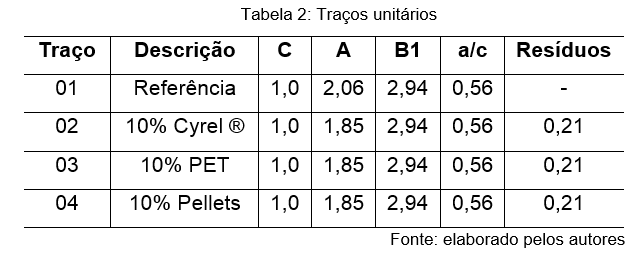 Tabela 2: Traços unitários
Traço Descrição C A B1 a/c Resíduos
01 Referência 1,0 2,06 2,94 0,56 -
02 10% Cyrel ® 1,0 1,85 2,94 0,56 0,21
03 10% PET 1,0 1,85 2,94 0,56 0,21
04 10% Pellets 1,0 1,85 2,94 0,56 0,21
Fonte: elaborado pelos autores